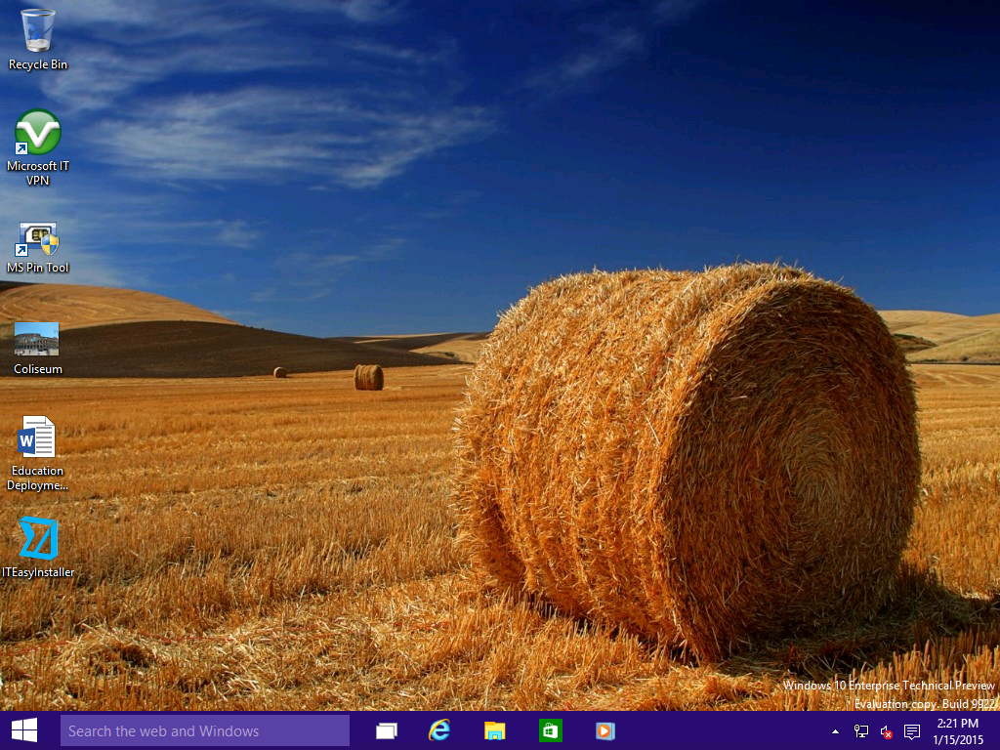 Recycle Bin
Microsoft IT
VPN
MS Pin Tool
Coliseum
W
Education
Deployme...
ITEasyInstaller
Windows 10 Enterprise Technical Preview
Evaluation copy. Build 9922
Search the web and Windows
2:21 PM
1/15/2015